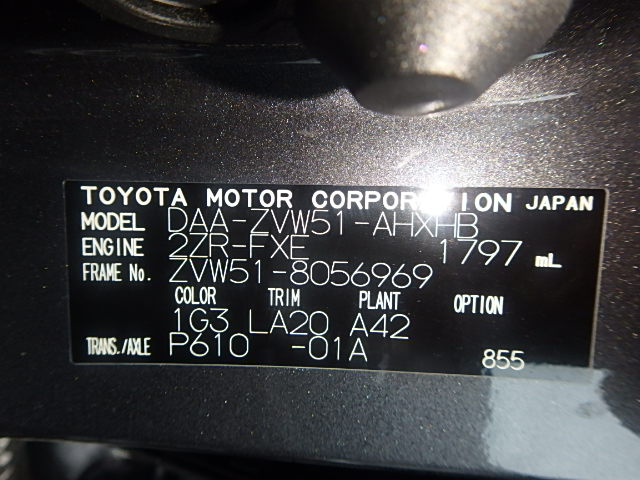 TOYOTA MOTOR CORPORATION JAPAN
MODEL DAA-ZVW51-AHXHB
ENGINE 2ZR-FXE 1797 mL
FRAME No. ZVW51-8056969
COLOR TRIM PLANT OPTION
1G3 LA20 A42
TRANS./AXLE P610 -01A 855